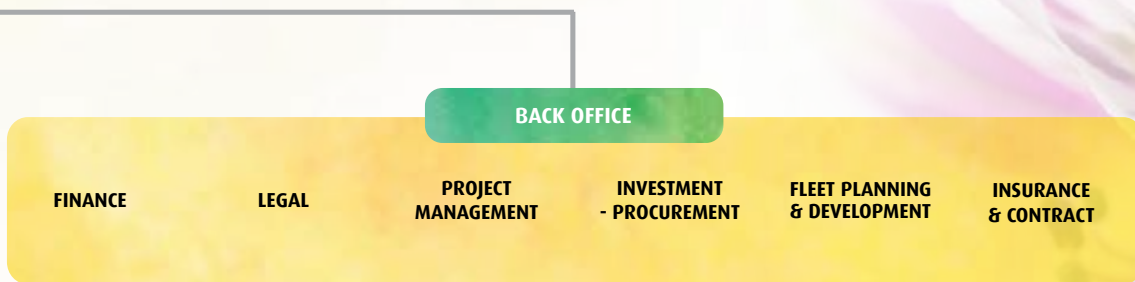 BACK OFFICE
FINANCE
LEGAL
PROJECT
MANAGEMENT
INVESTMENT
- PROCUREMENT
FLEET PLANNING
& DEVELOPMENT
INSURANCE
& CONTRACT